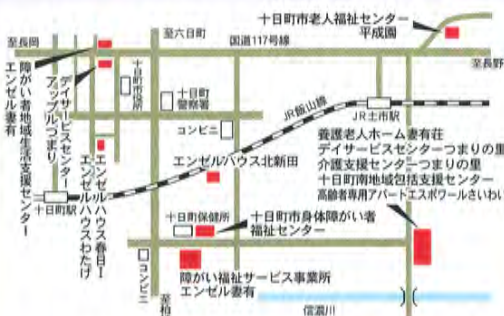 十日町市老人福祉センター
平成園
至長岡
至六日町
国道117号線
至長野
障がい者地域生活支援センター
エンゼル妻有
デイサービスセンター
アップルつまり
十日町市役所
十日町
警察署
コンビニ
JR飯山線
JR土市駅
エンゼルハウス春日Ⅰ
エンゼルハウスわたげ
エンゼルハウス北新田
養護老人ホーム妻有荘
デイサービスセンターつまりの里
介護支援センターつまりの里
十日町南地域包括支援センター
高齢者専用アパートエスポワールさいわい
十日町駅
十日町保健所
十日町市身体障がい者
福祉センター
コンビニ
障がい福祉サービス事業所
エンゼル妻有
至柏
信濃川